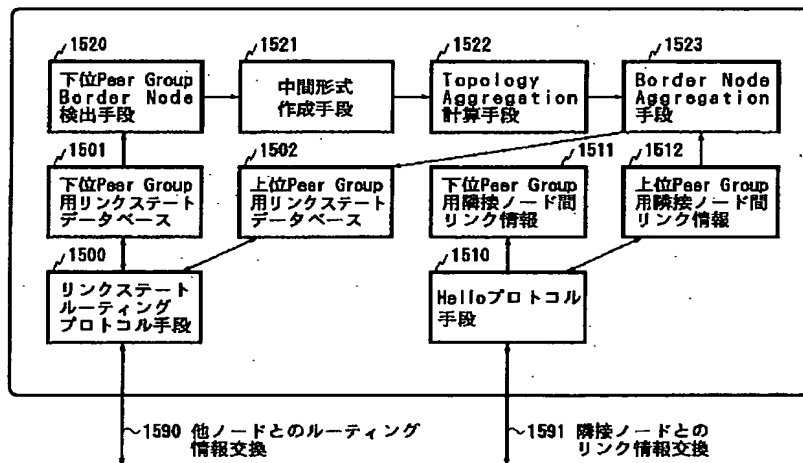 1520
下位Peer Group
Border Node
検出手段
1521
中間形式
作成手段
1522
Topology
Aggregation
計算手段
1523
Border Node
Aggregation
手段
1501
下位Peer Group
用リンクステート
データベース
1502
上位Peer Group
用リンクステート
データベース
1511
下位Peer Group
用隣接ノード間
リンク情報
1512
上位Peer Group
用隣接ノード間
リンク情報
1500
リンクステート
ルーティング
プロトコル手段
1510
Helloプロトコル
手段
1590 他ノードとのルーティング
情報交換
1591 隣接ノードとの
リンク情報交換